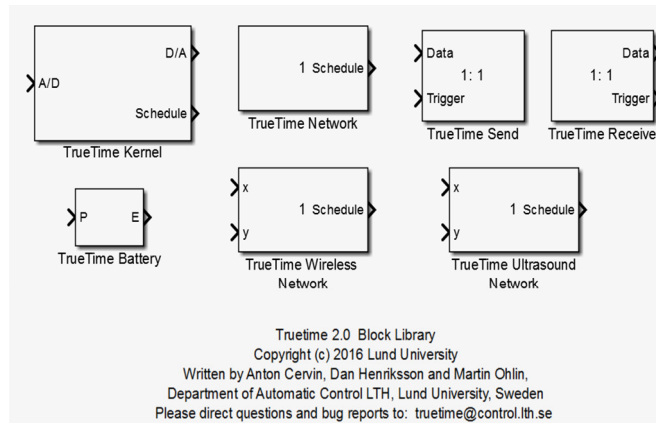 D/A
A/D
Schedule
TrueTime Kernel
1 Schedule
TrueTime Network
Data
1: 1
Trigger
TrueTime Send
Data
1: 1
Trigger
TrueTime Receive
P E
TrueTime Battery
x
1 Schedule
y
TrueTime Wireless
Network
x
1 Schedule
y
TrueTime Ultrasound
Network
Truetime 2.0 Block Library
Copyright (c) 2016 Lund University
Written by Anton Cervin, Dan Henriksson and Martin Ohlin,
Department of Automatic Control LTH, Lund University, Sweden
Please direct questions and bug reports to: truetime@control.lth.se